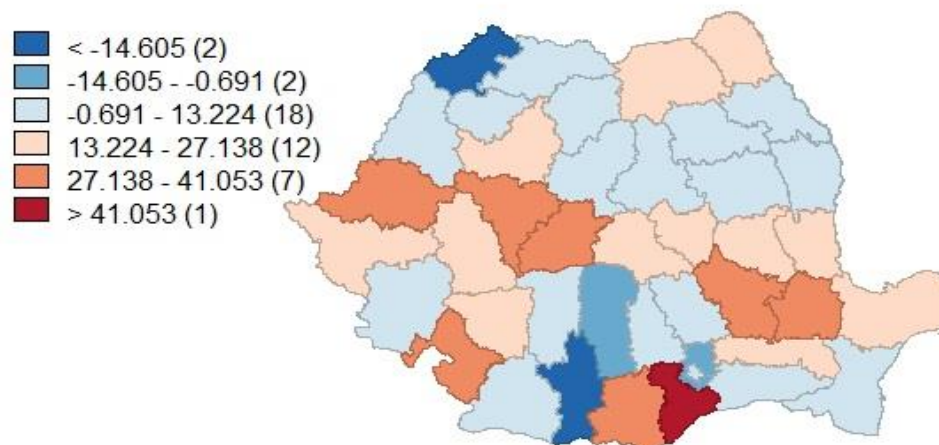 < -14.605 (2)
-14.605 - -0.691 (2)
-0.691 - 13.224 (18)
13.224 - 27.138 (12)
27.138 - 41.053 (7)
> 41.053 (1)